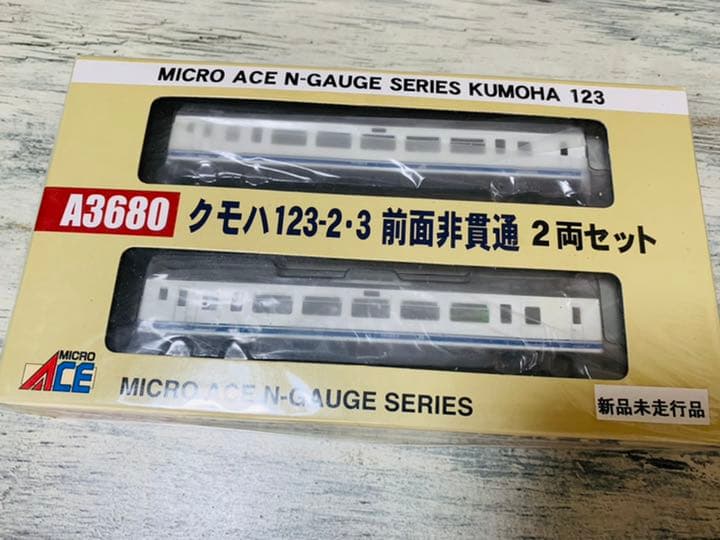 MICRO ACE N-GAUGE SERIES KUMOHA 123
A3680 クモハ123-2・3 前面非貫通 2両セット
MICRO
ACE
MICRO ACE N-GAUGE SERIES
新品未走行品